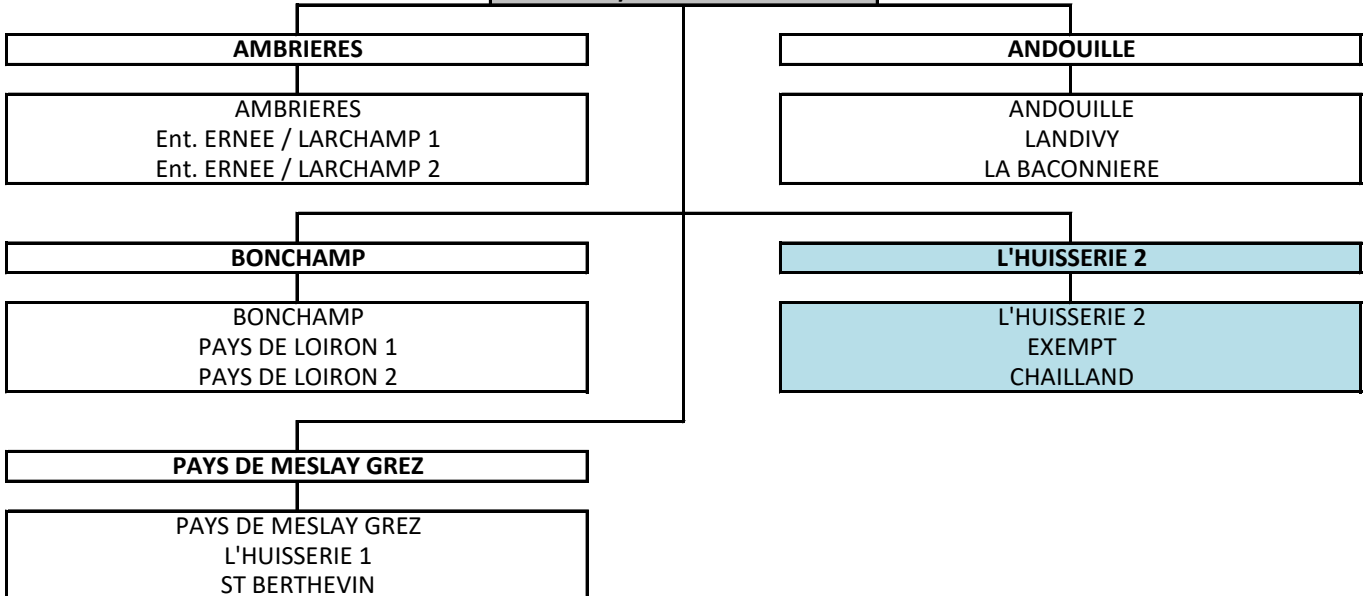 AMBRIERES
ANDOUILLE
AMBRIERES
Ent. ERNEE / LARCHAMP 1
Ent. ERNEE / LARCHAMP 2
ANDOUILLE
LANDIVY
LA BACONNIERE
BONCHAMP
L'HUISSERIE 2
BONCHAMP
PAYS DE LOIRON 1
PAYS DE LOIRON 2
L'HUISSERIE 2
EXEMPT
CHAILLAND
PAYS DE MESLAY GREZ
PAYS DE MESLAY GREZ
L'HUISSERIE 1
ST BERTHEVIN